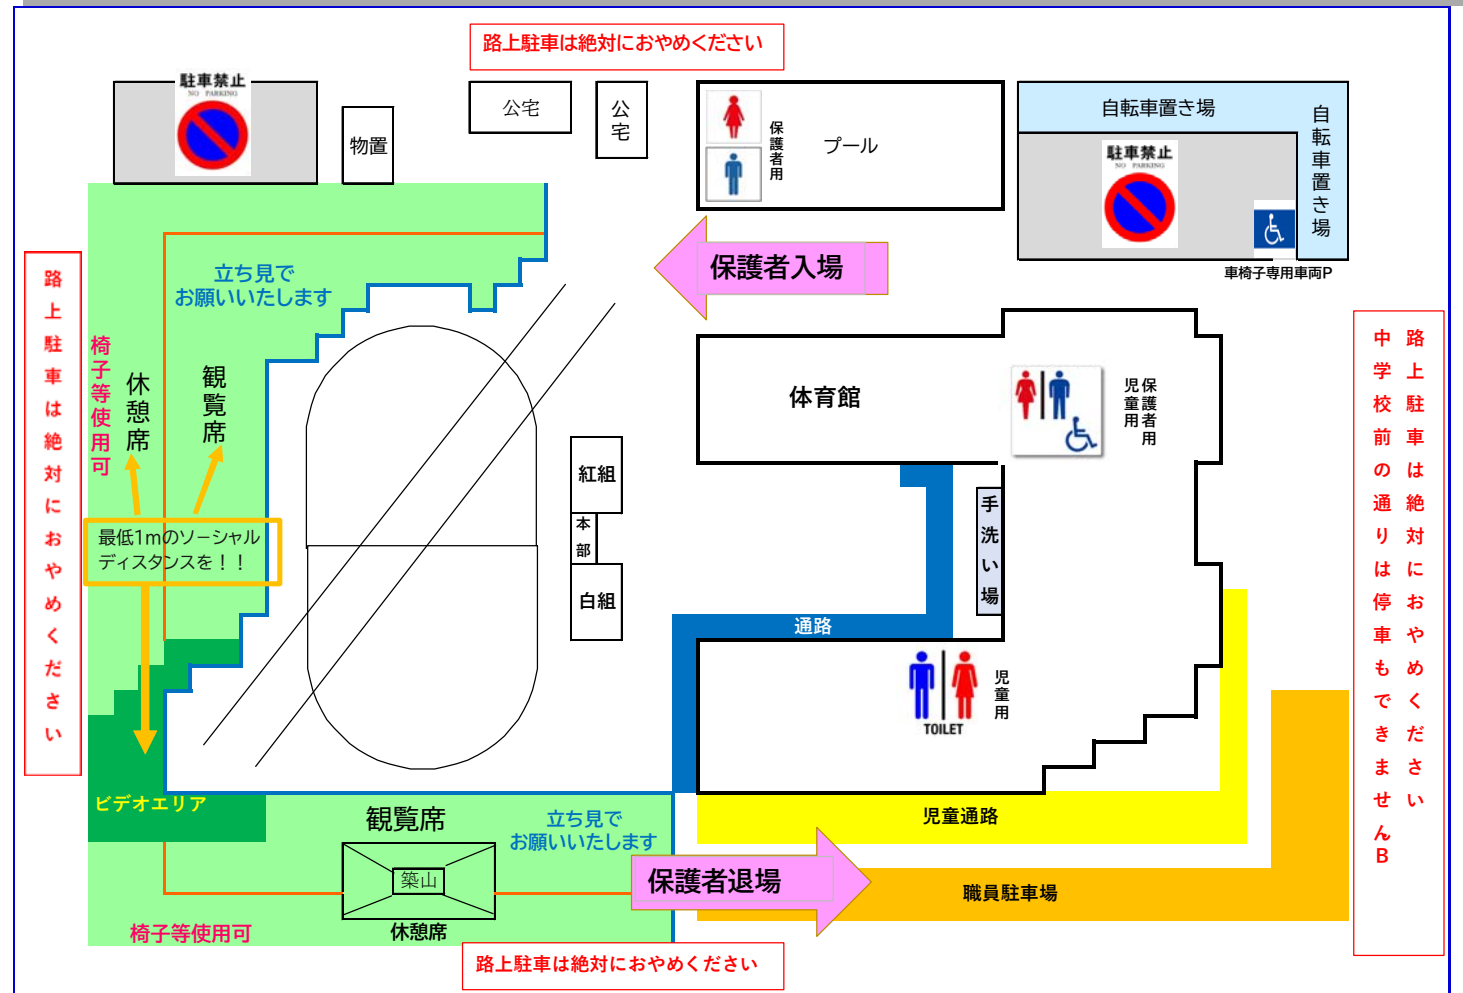 路上駐車は絶対におやめください
駐車禁止
NO PARKING
物置
公宅
公宅
保護者用
プール
自転車置き場
自転車置き場
駐車禁止
NO PARKING
車椅子専用車両P
保護者入場
路上駐車は絶対におやめください
立ち見で
お願いいたします
椅子等使用可
休憩席
観覧席
最低1mのソーシャル
ディスタンスを！！
紅組
本部
白組
体育館
保護者用
児童用
手洗い場
通路
児童用
TOILET
路上駐車は絶対におやめください
中学校前の通りは停車もできませんB
ビデオエリア
観覧席
立ち見で
お願いいたします
築山
休憩席
椅子等使用可
児童通路
保護者退場
職員駐車場
路上駐車は絶対におやめください